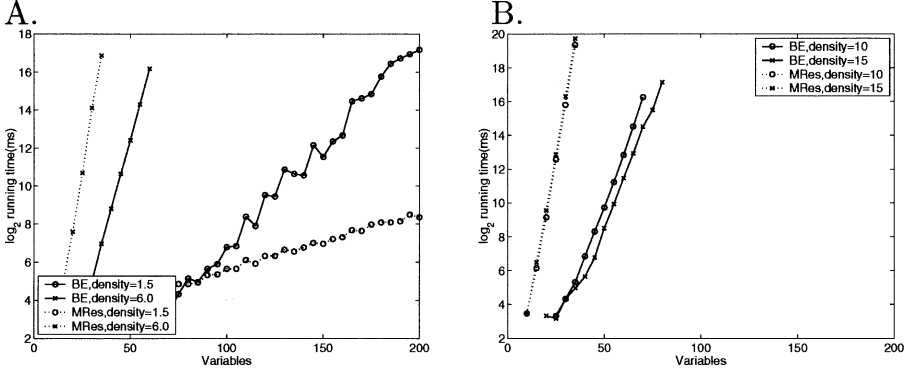 A.
18
16
14
12
10
8
6
4
2
log2 running time(ms)
BE,density=1.5
BE,density=6.0
MRes,density=1.5
MRes,density=6.0
0
50
100
150
200
Variables
B.
20
18
16
14
12
10
8
6
4
2
log2 running time(ms)
BE,density=10
BE,density=15
MRes,density=10
MRes,density=15
0
50
100
150
200
Variables